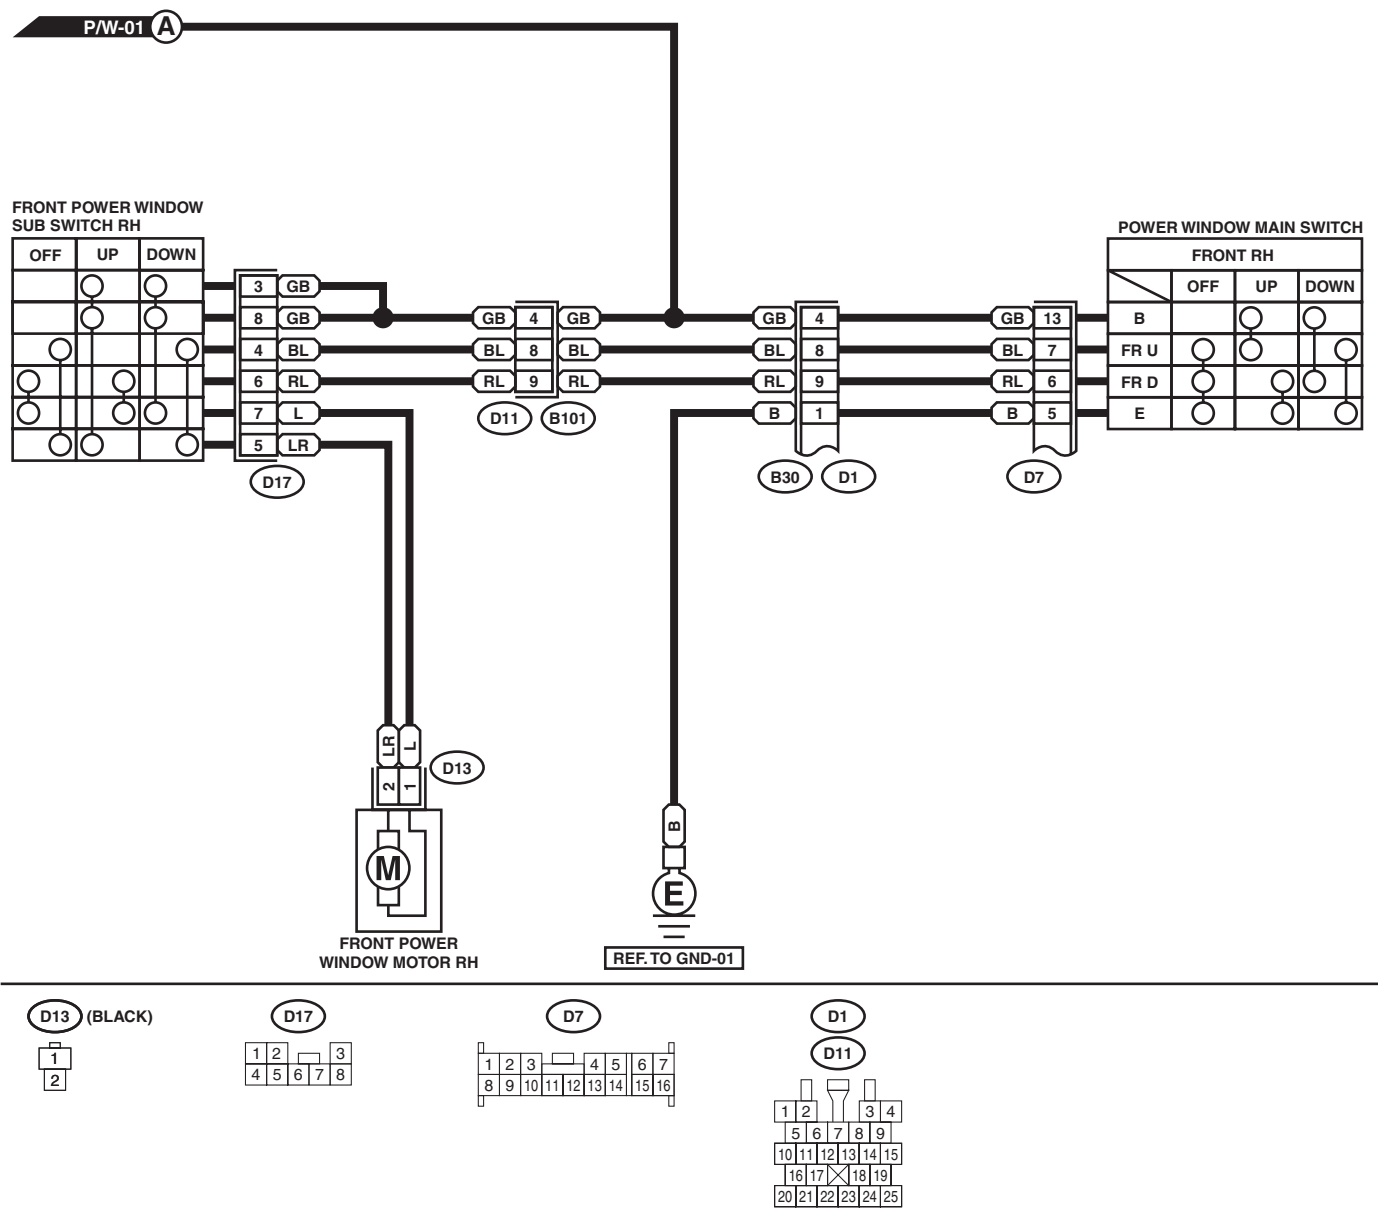 P/W-01 A
FRONT POWER WINDOW
SUB SWITCH RH
POWER WINDOW MAIN SWITCH
OFF UP DOWN
FRONT RH
OFF UP DOWN
3 GB
8 GB GB 4 GB GB 4 GB 13 B
4 BL BL 8 BL BL 8 BL 7 FR U
6 RL RL 9 RL RL 9 RL 6 FR D
7 L B 1 B 5 E
D11 B101
5 LR
D17 B30 D1 D7
LR L
D13
2 1
B
M
E
FRONT POWER
WINDOW MOTOR RH
REF. TO GND-01
D13 (BLACK)
1
2
D17
1 2 3
4 5 6 7 8
D7
1 2 3 4 5 6 7
8 9 10 11 12 13 14 15 16
D1
D11
1 2 3 4
5 6 7 8 9
10 11 12 13 14 15
16 17 18 19
20 21 22 23 24 25